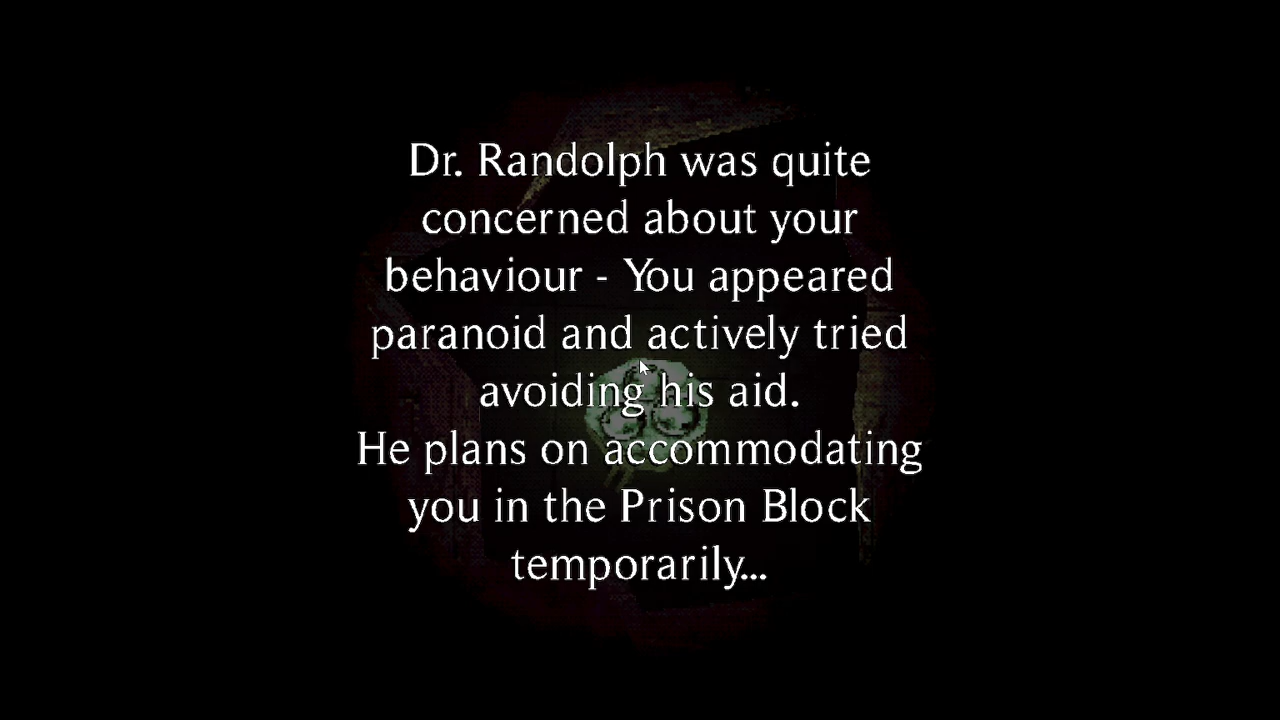 Dr. Randolph was quite
concerned about your
behaviour - You appeared
paranoid and actively tried
avoiding his aid.
He plans on accommodating
you in the Prison Block
temporarily...